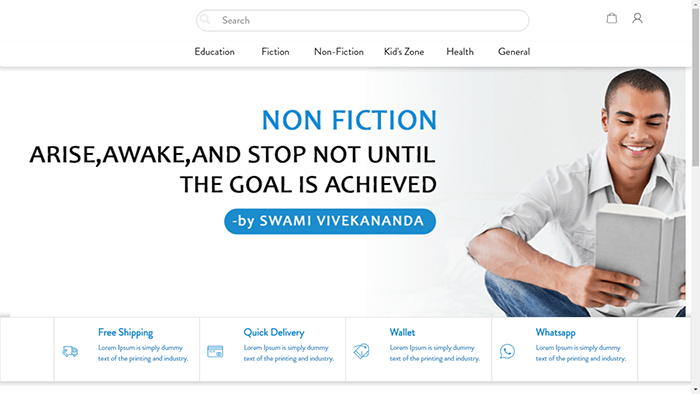 Search
Education Fiction Non-Fiction Kid's Zone Health General
NON FICTION
ARISE,AWAKE,AND STOP NOT UNTIL
THE GOAL IS ACHIEVED
-by SWAMI VIVEKANANDA
Free Shipping
Lorem Ipsum is simply dummy
text of the printing and industry.
Quick Delivery
Lorem Ipsum is simply dummy
text of the printing and industry.
Wallet
Lorem Ipsum is simply dummy
text of the printing and industry.
Whatsapp
Lorem Ipsum is simply dummy
text of the printing and industry.